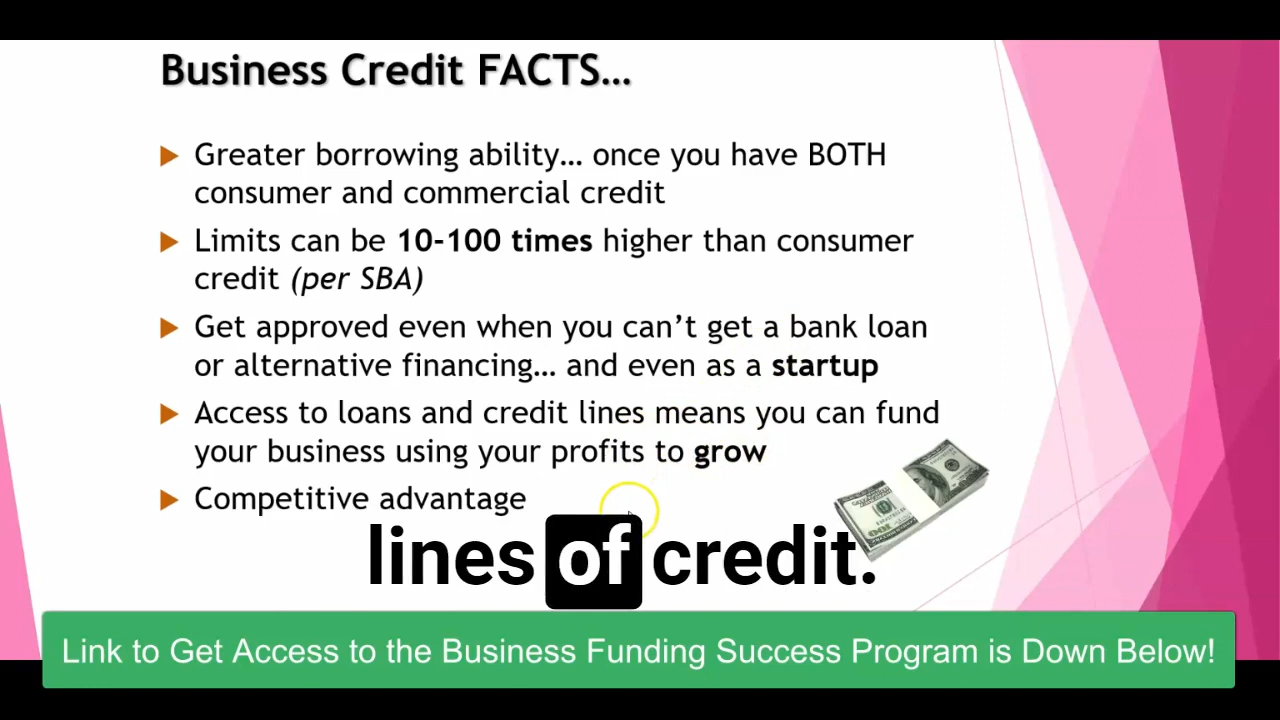 Business Credit FACTS...
Greater borrowing ability... once you have BOTH
consumer and commercial credit
Limits can be 10-100 times higher than consumer
credit (per SBA)
Get approved even when you can't get a bank loan
or alternative financing... and even as a startup
Access to loans and credit lines means you can fund
your business using your profits to grow
Competitive advantage
lines of credit.
Link to Get Access to the Business Funding Success Program is Down Below!